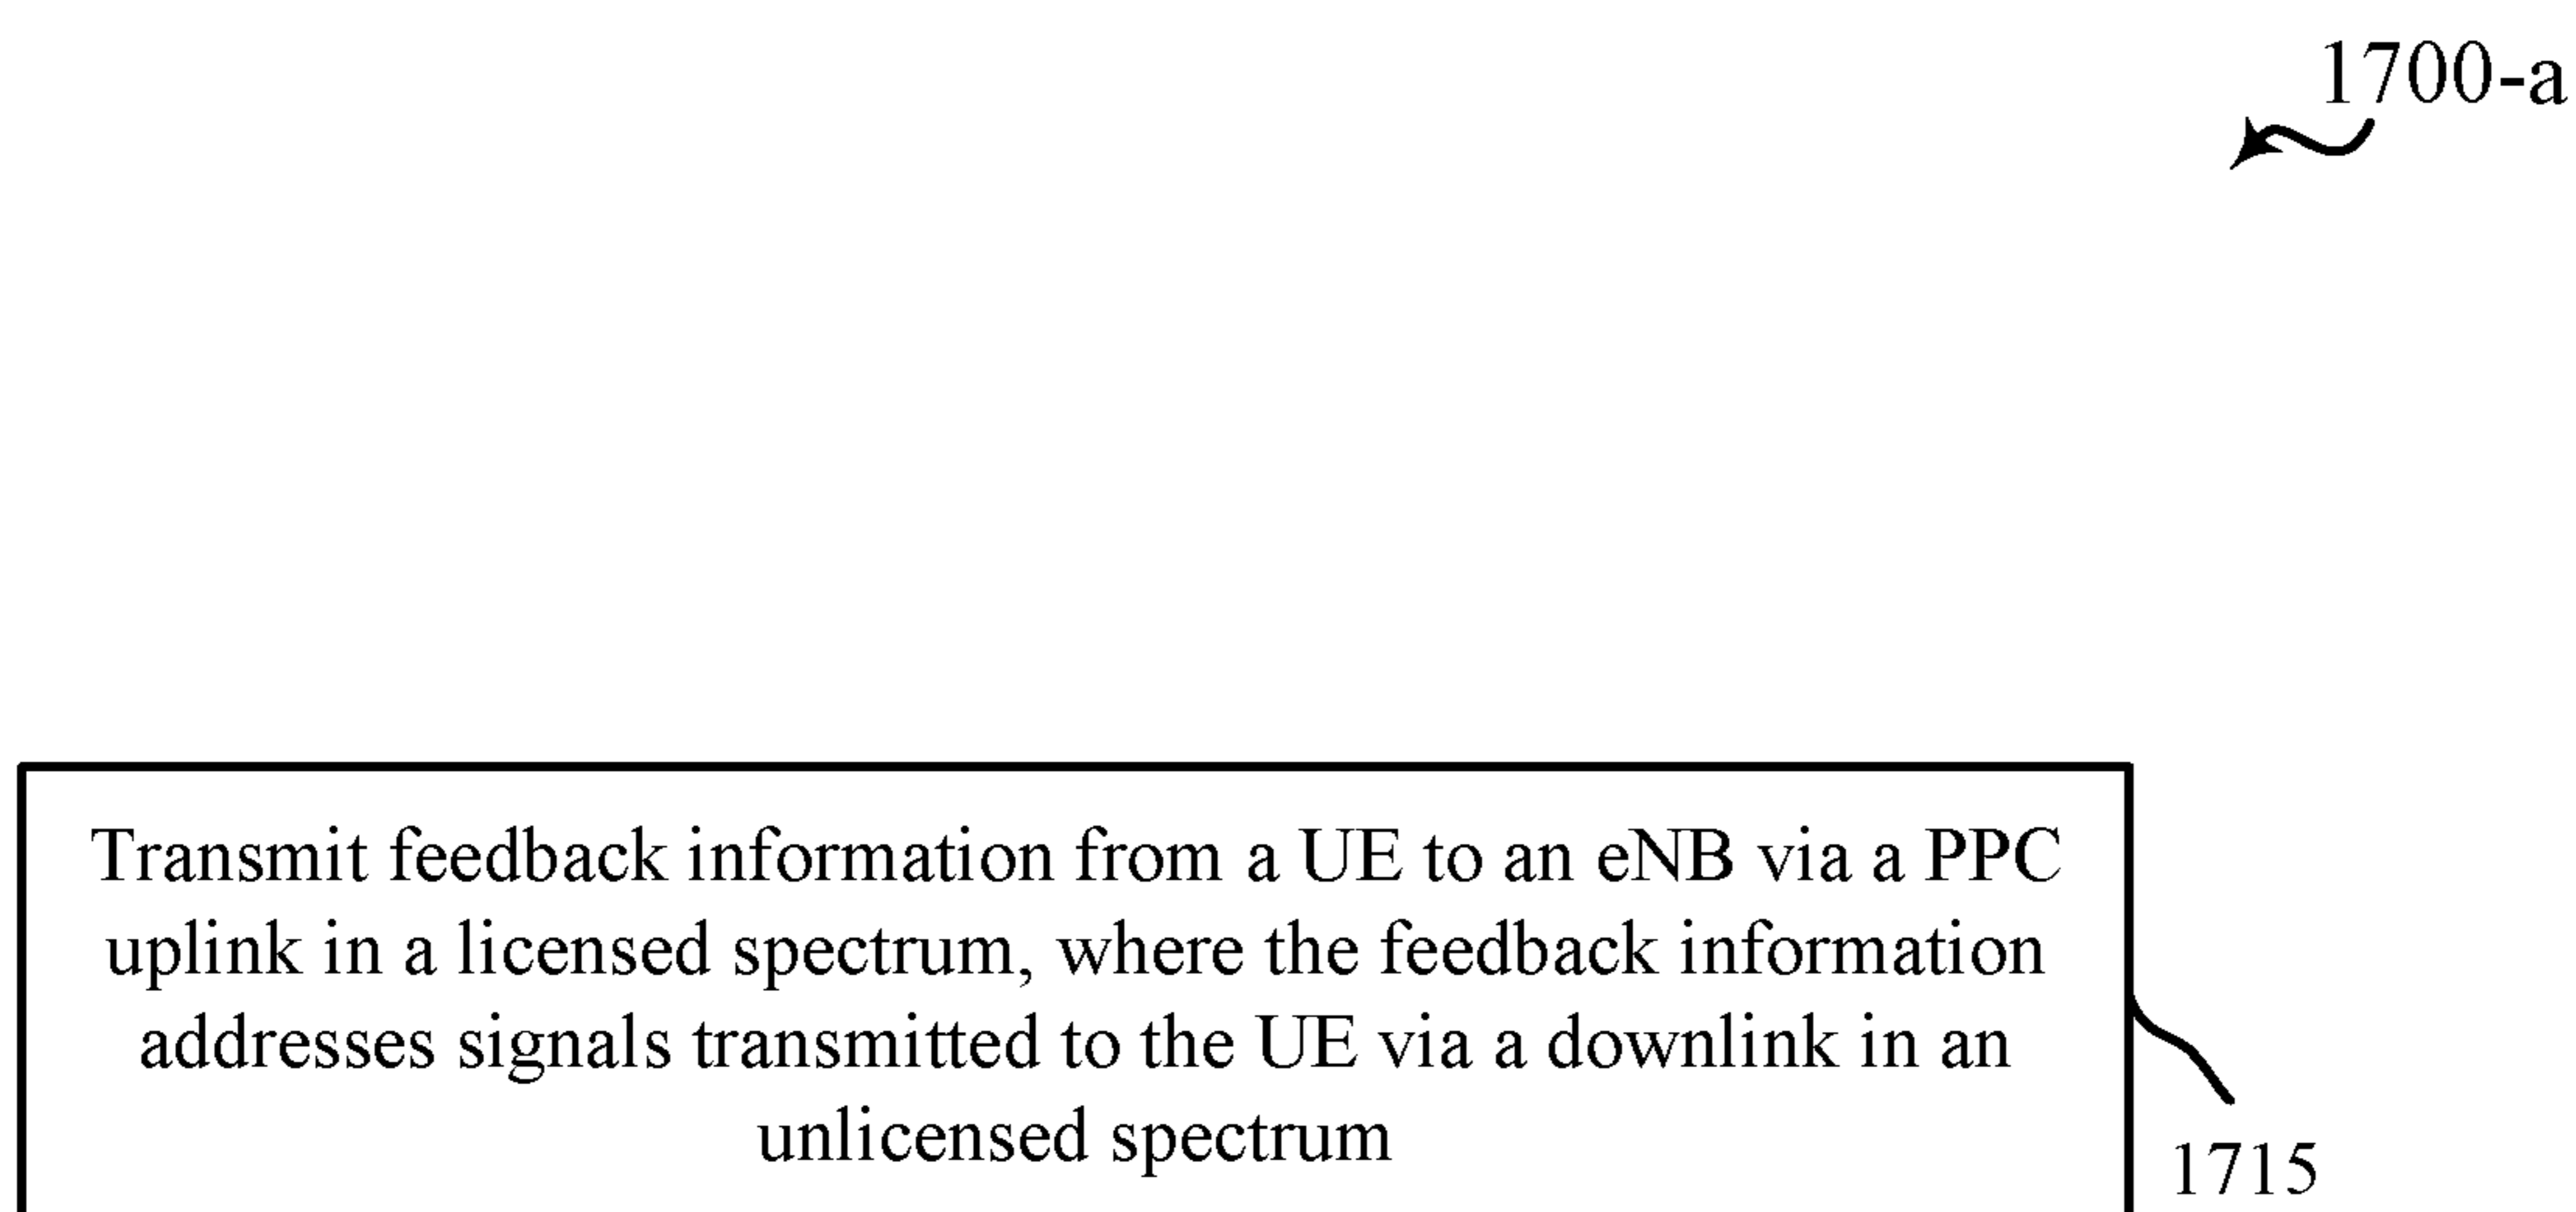 1700-a
Transmit feedback information from a UE to an eNB via a PPC
uplink in a licensed spectrum, where the feedback information
addresses signals transmitted to the UE via a downlink in an
unlicensed spectrum
1715